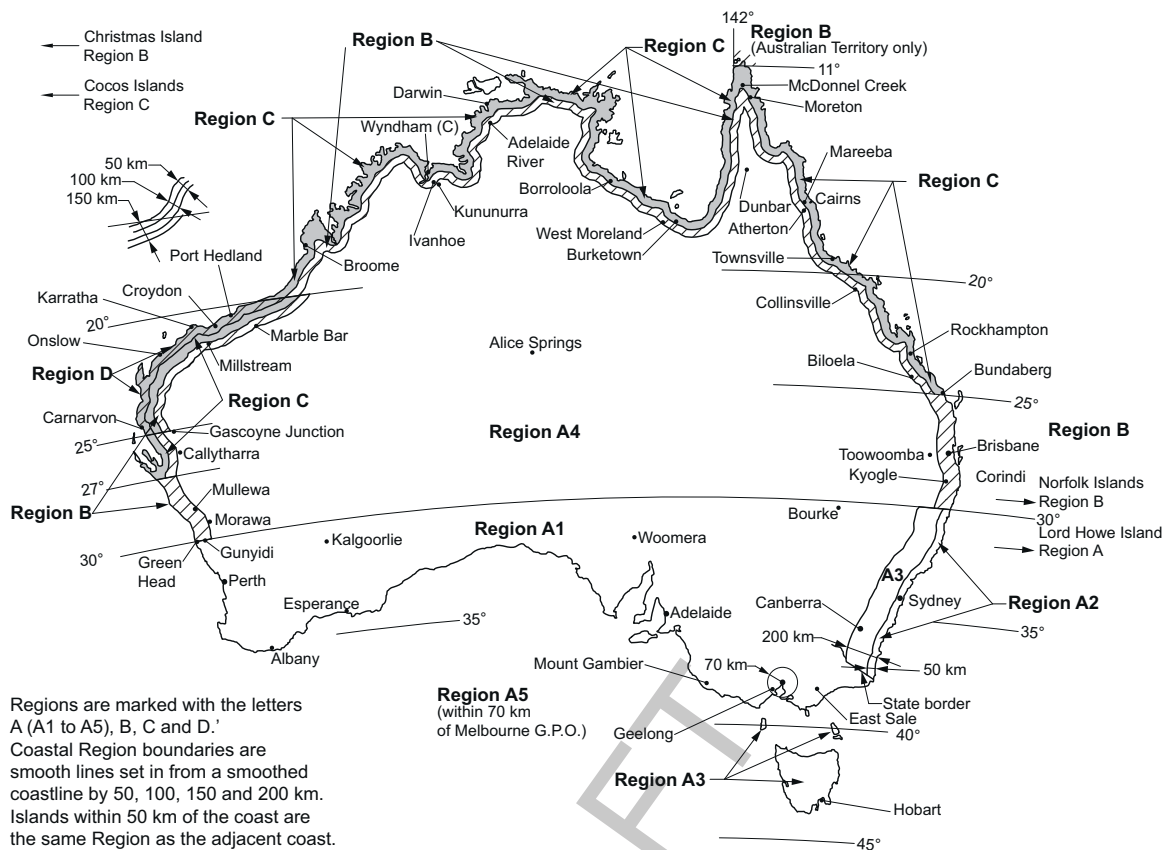 Christmas Island
Region B
Cocos Islands
Region C
Region B
Region C
142°
Region B
(Australian Territory only)
11°
McDonnel Creek
Moreton
Darwin
Region C
Wyndham (C)
Adelaide
River
Mareeba
50 km
100 km
150 km
Borroloola
Region C
Kununurra
Dunbar
Cairns
Ivanhoe
West Moreland
Atherton
Burketown
Port Hedland
Broome
Townsville
20°
Croydon
Karratha
Collinsville
20°
Marble Bar
Onslow
Alice Springs
Rockhampton
Millstream
Biloela
Region D
Bundaberg
Region C
25°
Carnarvon
Gascoyne Junction
Region A4
Region B
25°
Callytharra
Toowoomba
Brisbane
Kyogle
Corindi
27°
Norfolk Islands
Region B
Mullewa
Region B
Bourke
30°
Morawa
Region A1
Lord Howe Island
Region A
Kalgoorlie
Woomera
30°
Gunyidi
Green
Head
A3
Perth
Sydney
Region A2
Esperance
Adelaide
Canberra
35°
35°
200 km
Albany
Mount Gambier
70 km
50 km
Region A5
(within 70 km
of Melbourne G.P.O.)
State border
East Sale
Geelong
40°
Region A3
Hobart
45°
Regions are marked with the letters
A (A1 to A5), B, C and D.’
Coastal Region boundaries are
smooth lines set in from a smoothed
coastline by 50, 100, 150 and 200 km.
Islands within 50 km of the coast are
the same Region as the adjacent coast.